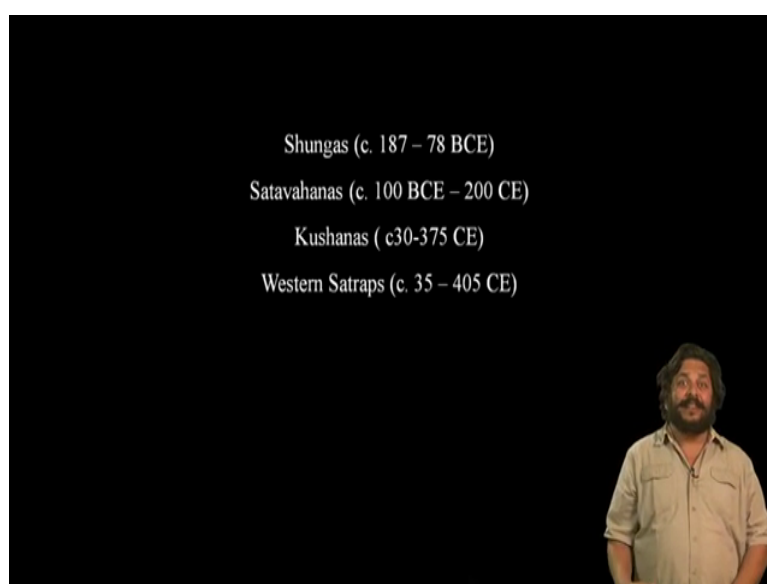 Shungas (c. 187 – 78 BCE)
Satavahanas (c. 100 BCE – 200 CE)
Kushanas ( c30-375 CE)
Western Satraps (c. 35 – 405 CE)